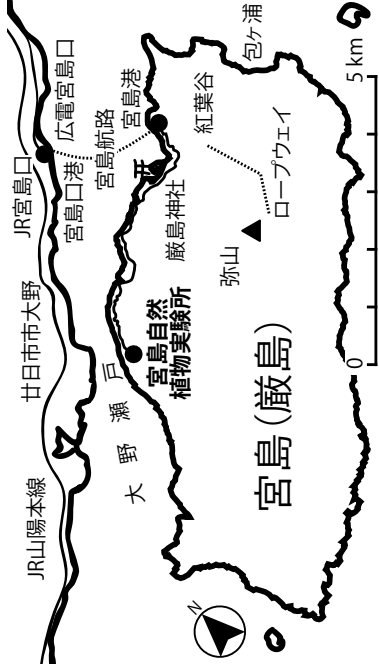 JR宮島口
広電宮島口
宮島口港
宮島航路
宮島港
包ヶ浦
紅葉谷
厳島神社
ロープウェイ
弥山
廿日市市大野
宮島自然
植物実験所
大野瀬戸
JR山陽本線
宮島 (厳島)
N
0
5 km